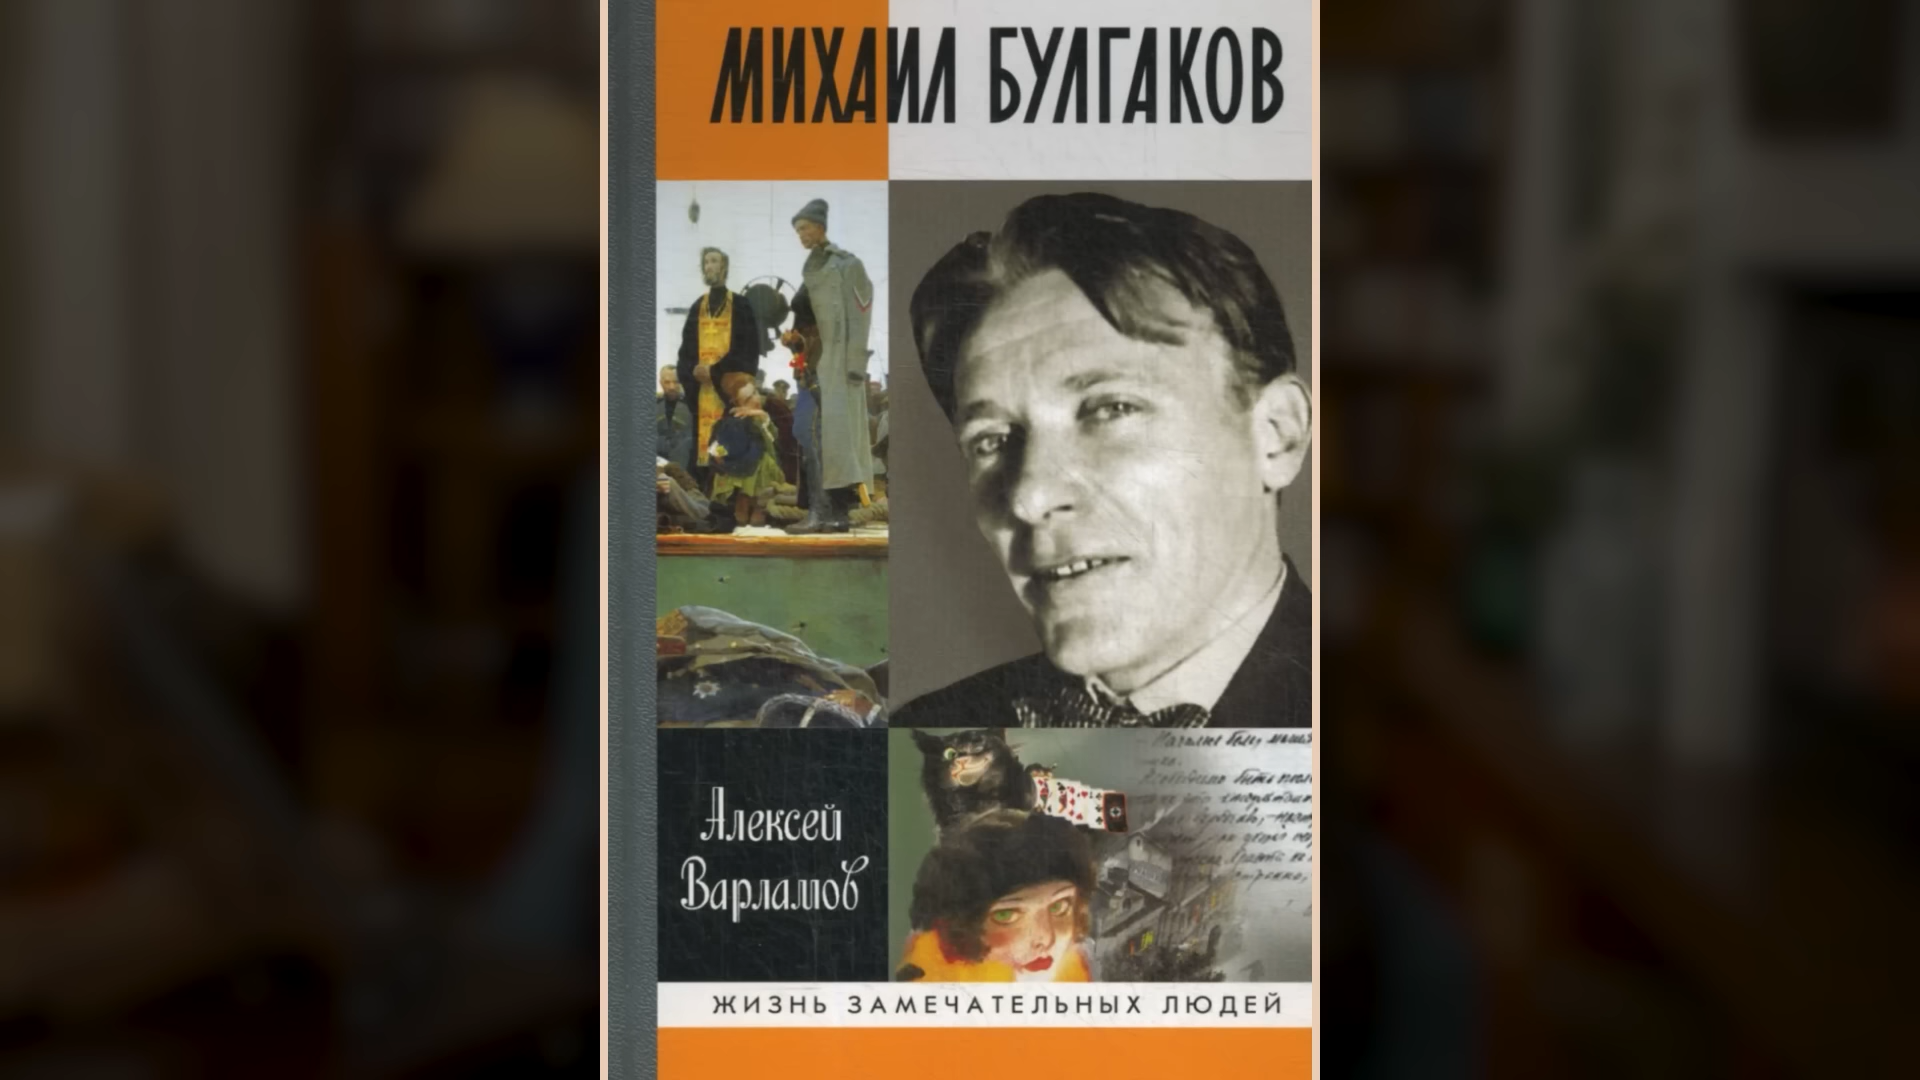 МИХАИЛ БУЛГАКОВ
Алексей
Варламов
ЖИЗНЬ ЗАМЕЧАТЕЛЬНЫХ ЛЮДЕЙ